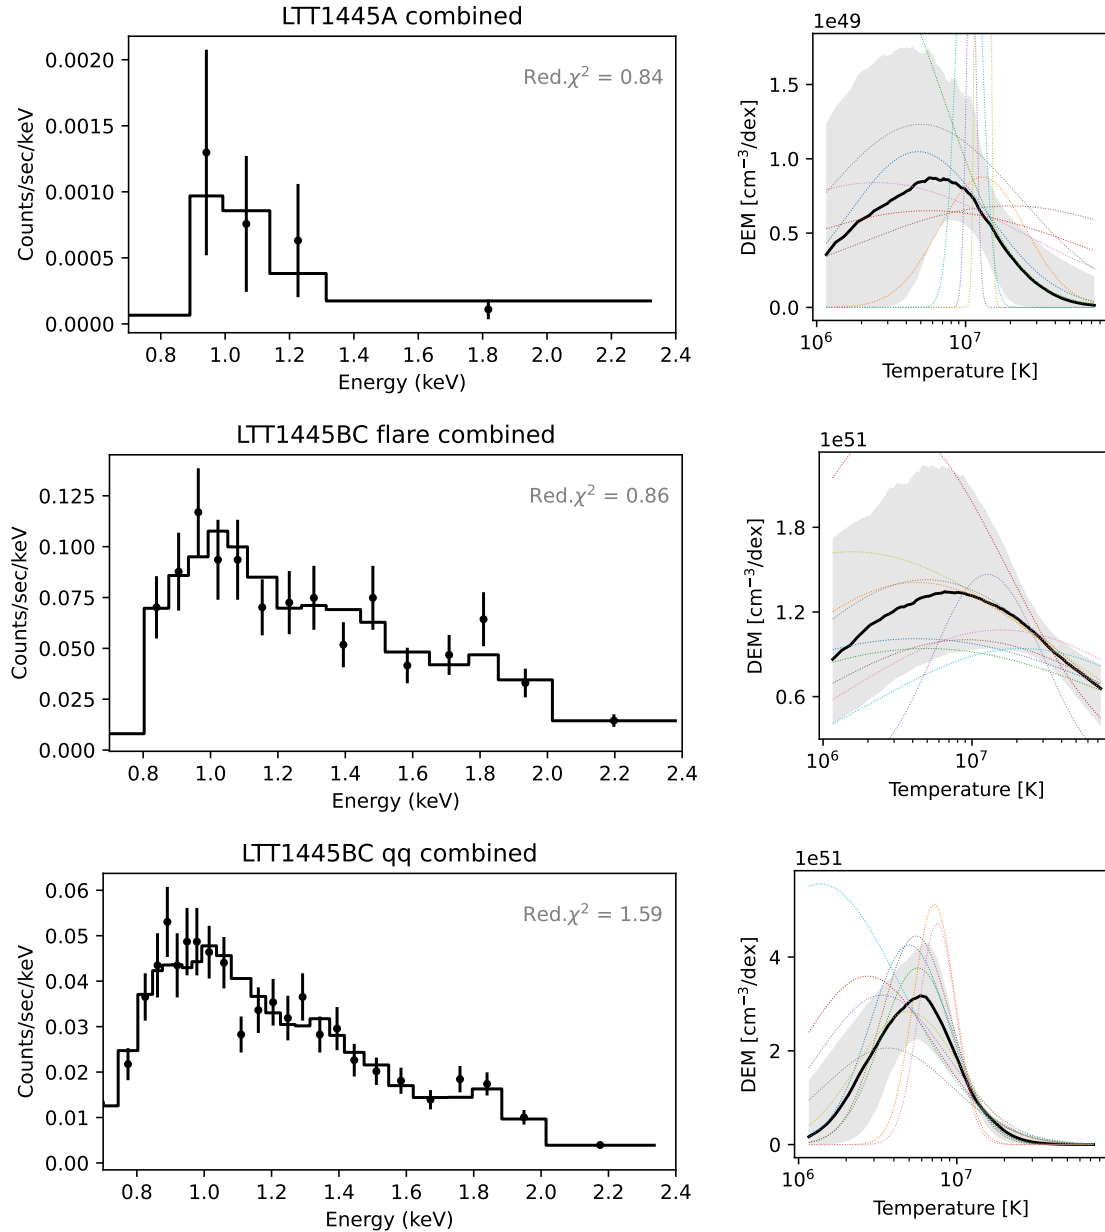 LTT1445A combined
Red.χ² = 0.84
Counts/sec/keV
0.0020
0.0015
0.0010
0.0005
0.0000
0.8 1.0 1.2 1.4 1.6 1.8 2.0 2.2 2.4
Energy (keV)
1e49
DEM [cm⁻³/dex]
1.5
1.0
0.5
0.0
10⁶ 10⁷
Temperature [K]
LTT1445BC flare combined
Red.χ² = 0.86
Counts/sec/keV
0.125
0.100
0.075
0.050
0.025
0.000
0.8 1.0 1.2 1.4 1.6 1.8 2.0 2.2 2.4
Energy (keV)
1e51
DEM [cm⁻³/dex]
1.8
1.2
0.6
10⁶ 10⁷
Temperature [K]
LTT1445BC qq combined
Red.χ² = 1.59
Counts/sec/keV
0.06
0.05
0.04
0.03
0.02
0.01
0.00
0.8 1.0 1.2 1.4 1.6 1.8 2.0 2.2 2.4
Energy (keV)
1e51
DEM [cm⁻³/dex]
4
2
0
10⁶ 10⁷
Temperature [K]